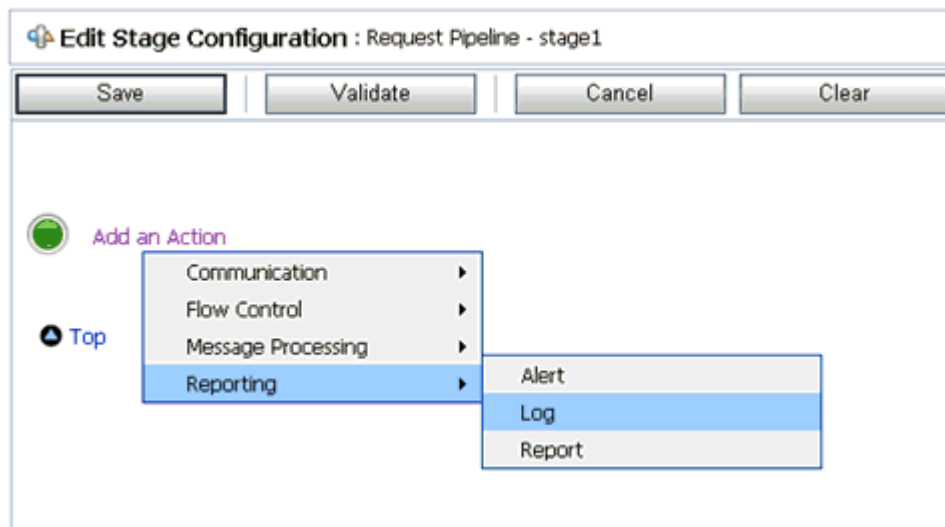 Edit Stage Configuration : Request Pipeline - stage1
Save Validate Cancel Clear
Add an Action
Communication
Flow Control
Top
Message Processing
Reporting
Alert
Log
Report